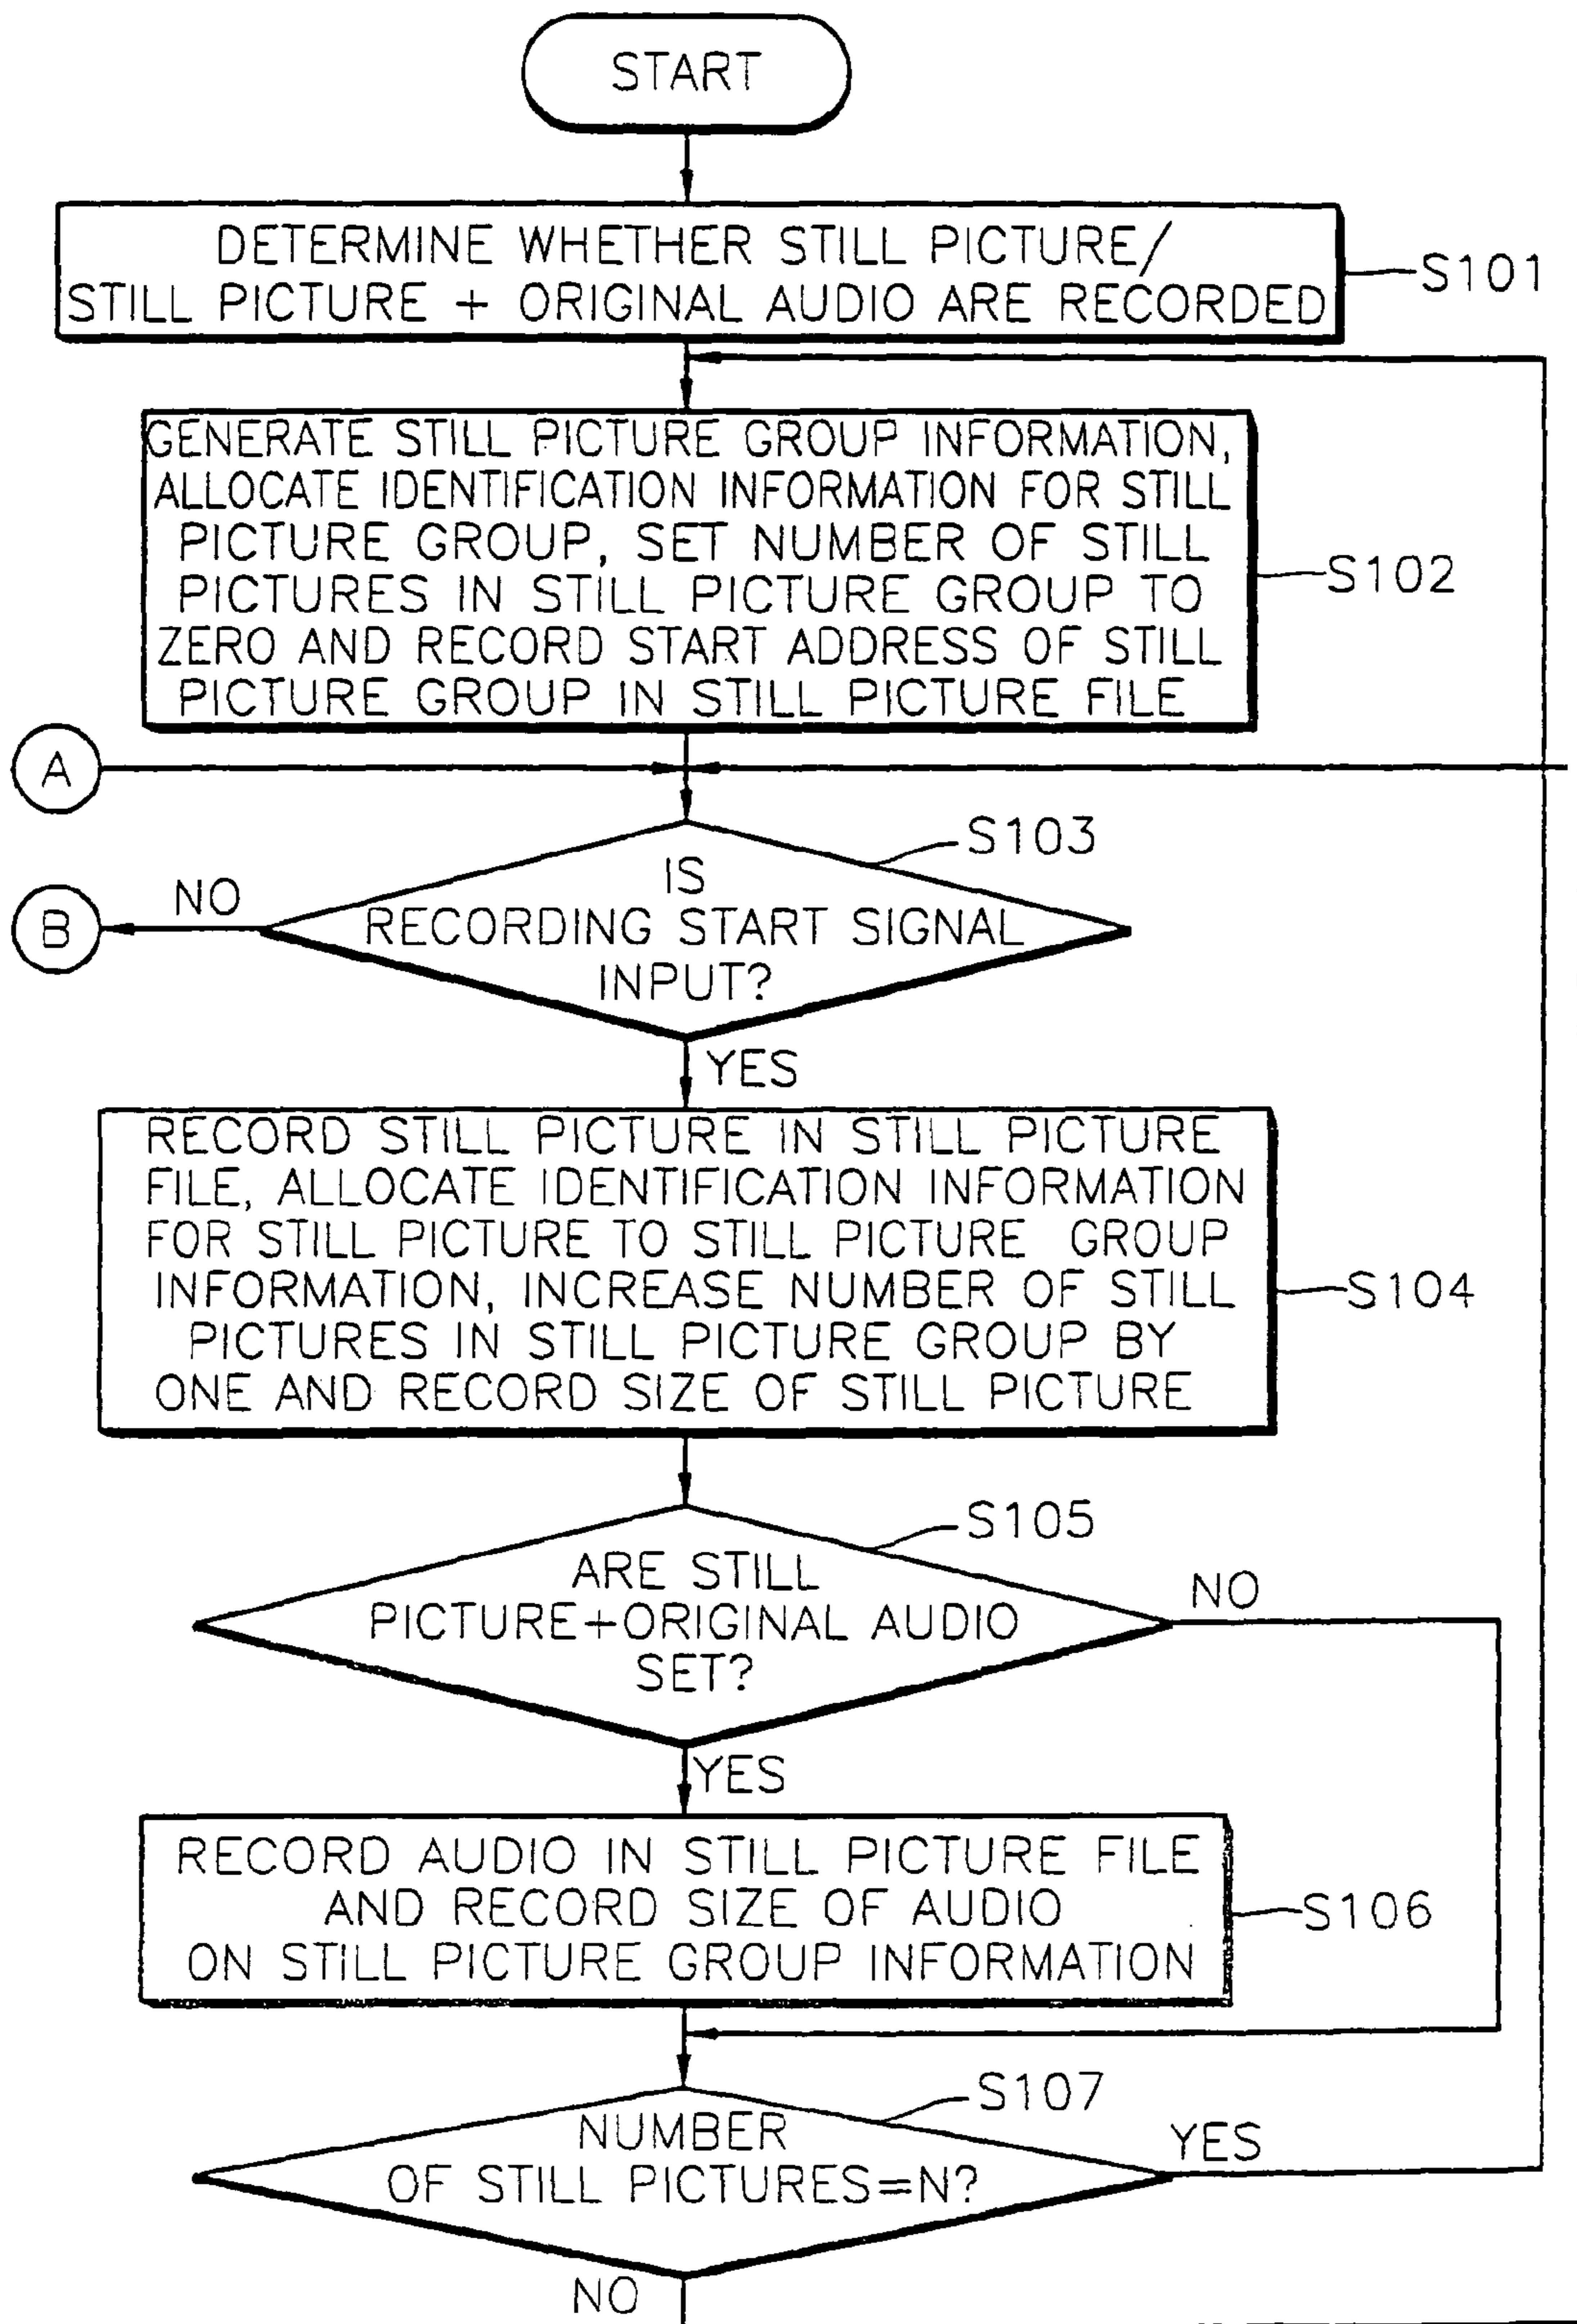 START
DETERMINE WHETHER STILL PICTURE/
STILL PICTURE + ORIGINAL AUDIO ARE RECORDED
S101
GENERATE STILL PICTURE GROUP INFORMATION,
ALLOCATE IDENTIFICATION INFORMATION FOR STILL
PICTURE GROUP, SET NUMBER OF STILL
PICTURES IN STILL PICTURE GROUP TO
ZERO AND RECORD START ADDRESS OF STILL
PICTURE GROUP IN STILL PICTURE FILE
S102
A
S103
IS
RECORDING START SIGNAL
INPUT?
NO
B
YES
RECORD STILL PICTURE IN STILL PICTURE
FILE, ALLOCATE IDENTIFICATION INFORMATION
FOR STILL PICTURE TO STILL PICTURE GROUP
INFORMATION, INCREASE NUMBER OF STILL
PICTURES IN STILL PICTURE GROUP BY
ONE AND RECORD SIZE OF STILL PICTURE
S104
S105
ARE STILL
PICTURE+ORIGINAL AUDIO
SET?
NO
YES
RECORD AUDIO IN STILL PICTURE FILE
AND RECORD SIZE OF AUDIO
ON STILL PICTURE GROUP INFORMATION
S106
S107
NUMBER
OF STILL PICTURES=N?
YES
NO